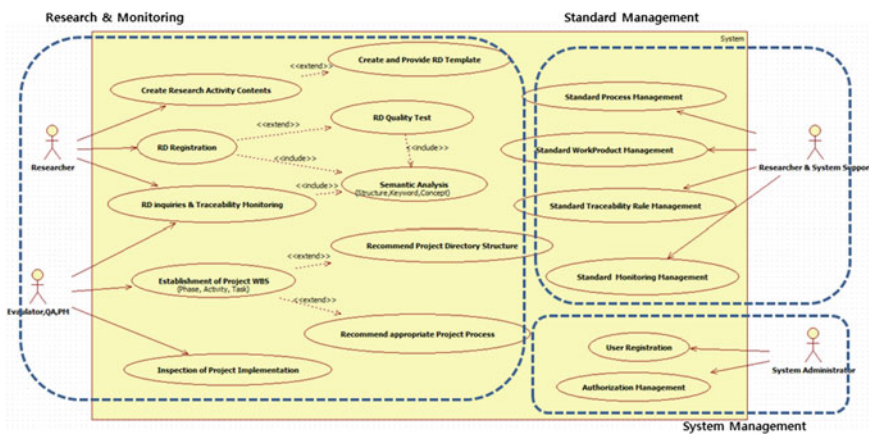 Research & Monitoring
Standard Management
System
Create and Provide RD Template
<<extend>>
Create Research Activity Contents
Standard Process Management
RD Quality Test
<<extend>>
RD Registration
<<include>>
Standard WorkProduct Management
Researcher
Researcher & System Support
<<include>>
Semantic Analysis
(Structure,Keyword,Concept)
<<include>>
RD inquiries & Traceability Monitoring
Standard Traceability Rule Management
Recommend Project Directory Structure
<<extend>>
Establishment of Project WBS
(Phase, Activity, Task)
Standard Monitoring Management
<<extend>>
Evaulator,QA,PM
Recommend appropriate Project Process
User Registration
Inspection of Project Implementation
System Administrator
Authorization Management
System Management